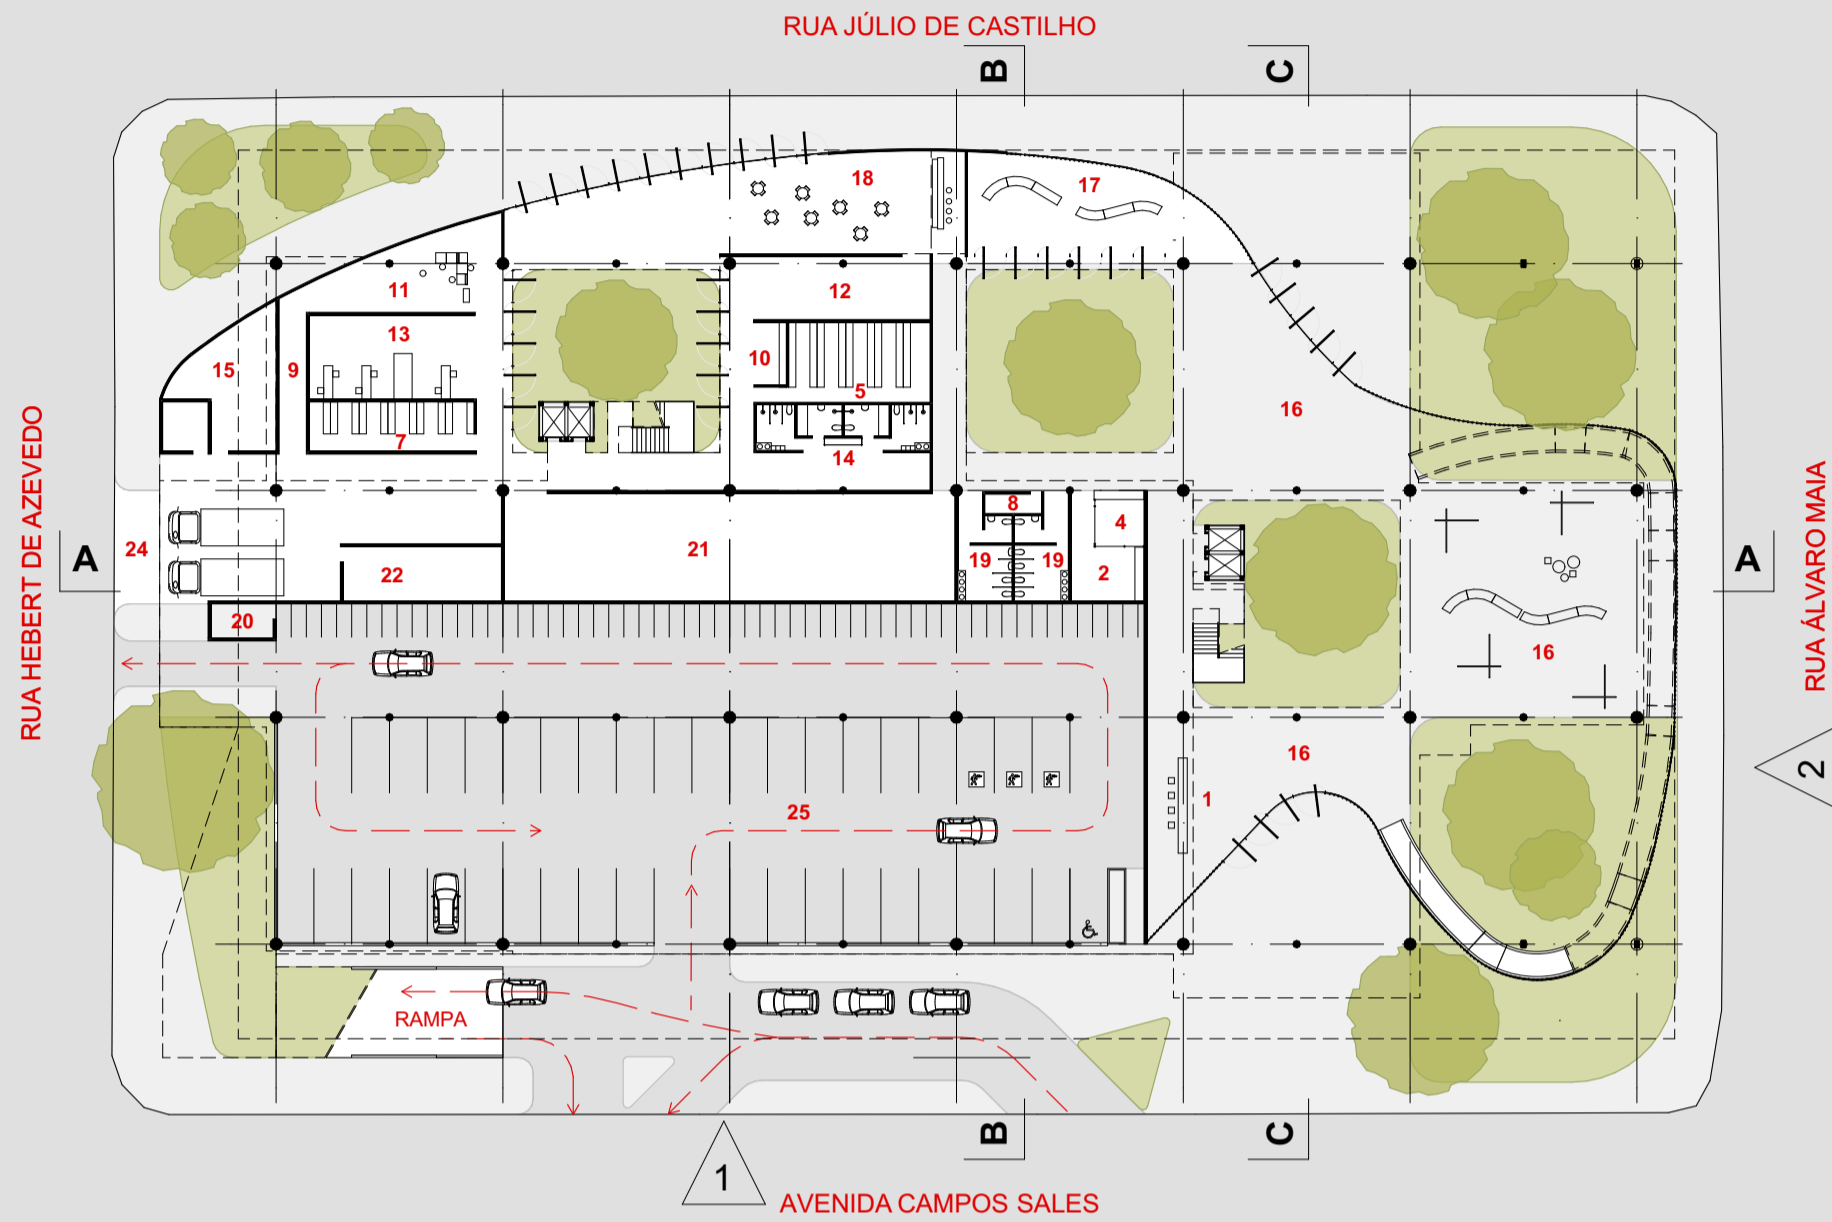 RUA JÚLIO DE CASTILHO
B
C
18
17
11
12
13
15
9
10
5
7
14
16
RUA HEBERT DE AZEVEDO
RUA ÁLVARO MAIA
8
4
24
A
21
19
19
2
22
A
20
16
16
1
25
2
RAMPA
B
C
1
AVENIDA CAMPOS SALES